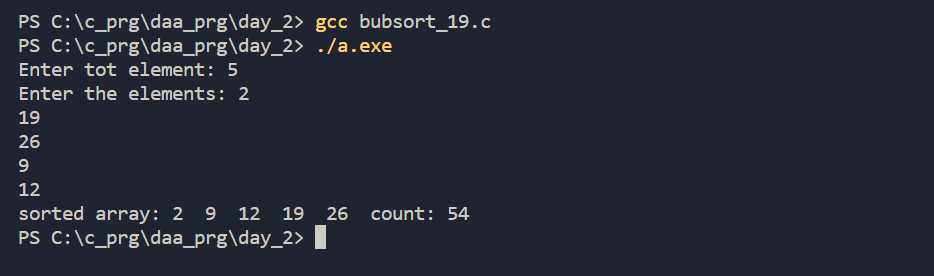 PS C:\c_prg\daa_prg\day_2> gcc bubsort_19.c
PS C:\c_prg\daa_prg\day_2> ./a.exe
Enter tot element: 5
Enter the elements: 2
19
26
9
12
sorted array: 2  9  12  19  26  count: 54
PS C:\c_prg\daa_prg\day_2>